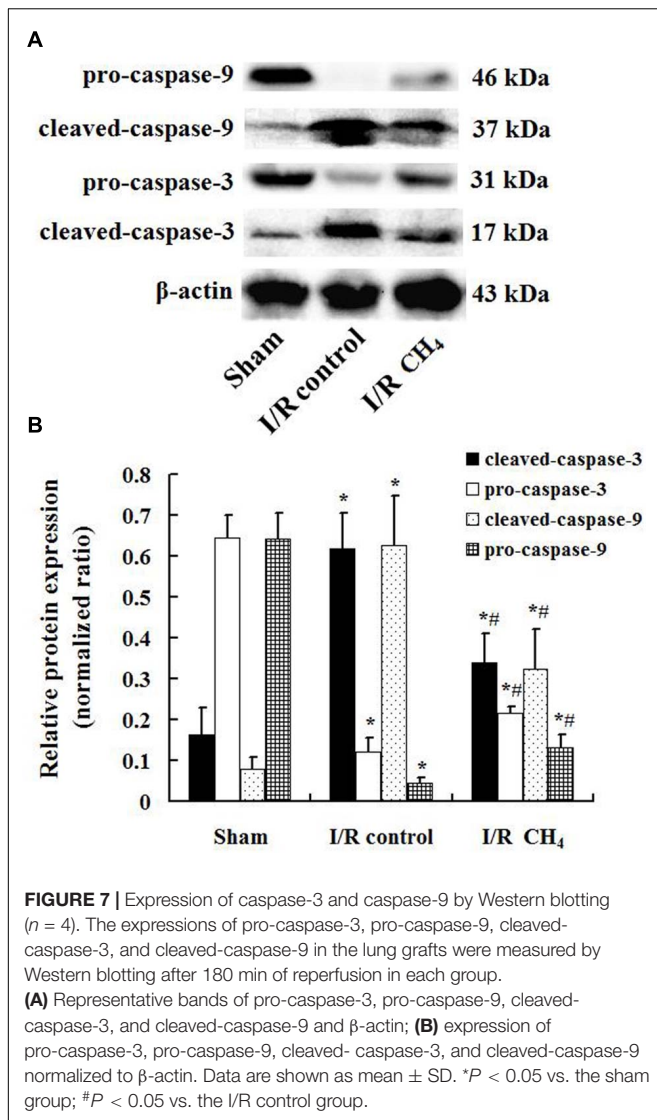 A
pro-caspase-9 46 kDa
cleaved-caspase-9 37 kDa
pro-caspase-3 31 kDa
cleaved-caspase-3 17 kDa
β-actin 43 kDa
Sham I/R control I/R CH₄
B
Relative protein expression
(normalized ratio)
0.8
0.7
0.6
0.5
0.4
0.3
0.2
0.1
0
cleaved-caspase-3
pro-caspase-3
cleaved-caspase-9
pro-caspase-9
* *
* *
*# *#
*# *#
Sham I/R control I/R CH₄
FIGURE 7 | Expression of caspase-3 and caspase-9 by Western blotting
(n = 4). The expressions of pro-caspase-3, pro-caspase-9, cleaved-
caspase-3, and cleaved-caspase-9 in the lung grafts were measured by
Western blotting after 180 min of reperfusion in each group.
(A) Representative bands of pro-caspase-3, pro-caspase-9, cleaved-
caspase-3, and cleaved-caspase-9 and β-actin; (B) expression of
pro-caspase-3, pro-caspase-9, cleaved- caspase-3, and cleaved-caspase-9
normalized to β-actin. Data are shown as mean ± SD. *P < 0.05 vs. the sham
group; #P < 0.05 vs. the I/R control group.